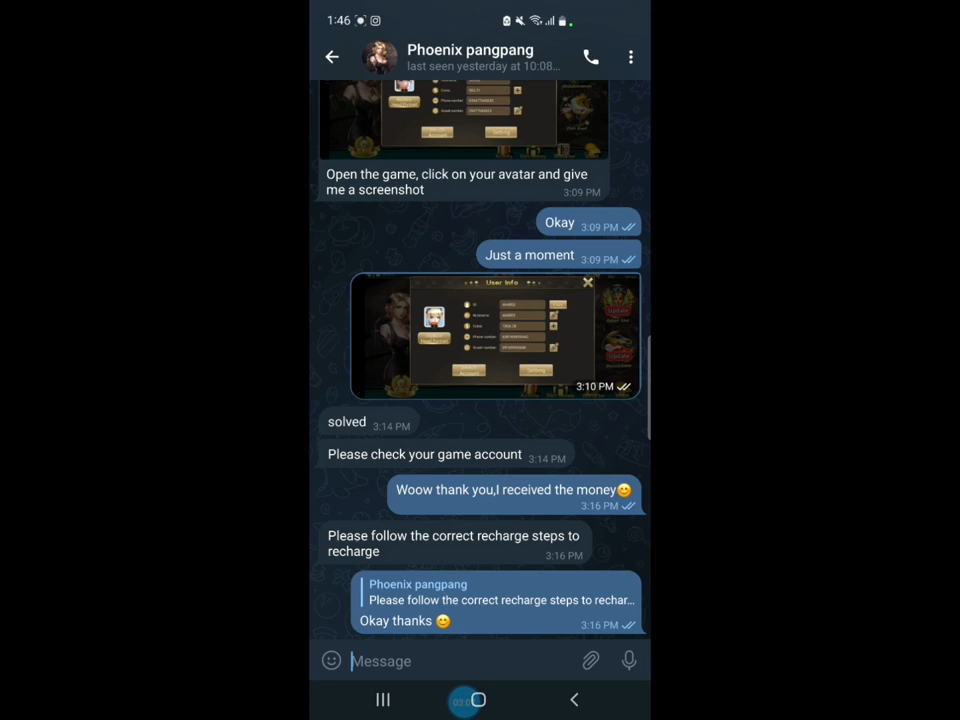 1:46
Phoenix pangpang
last seen yesterday at 10:08...
Open the game, click on your avatar and give
me a screenshot
3:09 PM
Okay 3:09 PM
Just a moment 3:09 PM
User Info
Setting
3:10 PM
solved 3:14 PM
Please check your game account 3:14 PM
Woow thank you,I received the money😊
3:16 PM
Please follow the correct recharge steps to
recharge
3:16 PM
Phoenix pangpang
Please follow the correct recharge steps to rechar...
Okay thanks 😊
3:16 PM
Message